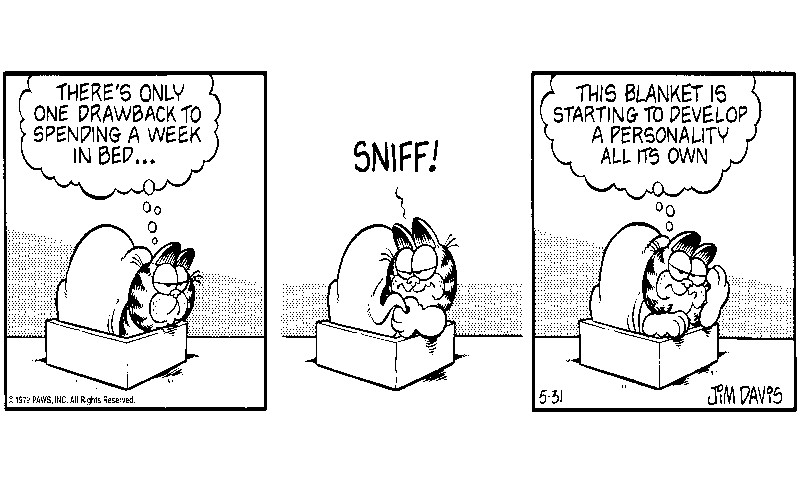 THERE'S ONLY
ONE DRAWBACK TO
SPENDING A WEEK
IN BED...
© 1979 PAWS, INC. All Rights Reserved.
SNIFF!
THIS BLANKET IS
STARTING TO DEVELOP
A PERSONALITY
ALL ITS OWN
5-31
JIM DAVIS